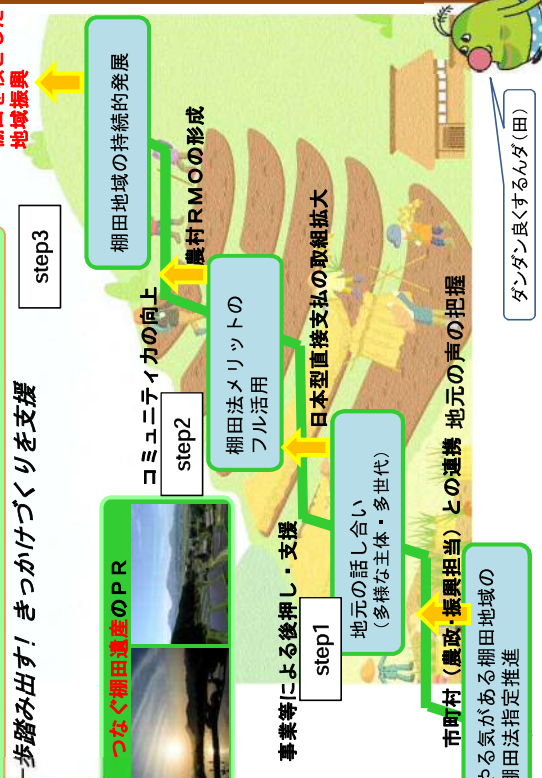 地域振興
一歩踏み出す！きっかけづくりを支援
step3
棚田地域の持続的発展
つなぐ棚田遺産のＰＲ
コミュニティ力の向上
step2
農村ＲＭＯの形成
棚田法メリットの
フル活用
事業等による後押し・支援
step1
日本型直接支払の取組拡大
地元の話し合い
（多様な主体・多世代）
市町村（農政・振興担当）との連携 地元の声の把握
る気がある棚田地域の
田法指定推進
ダンダン良くするんダ（田）